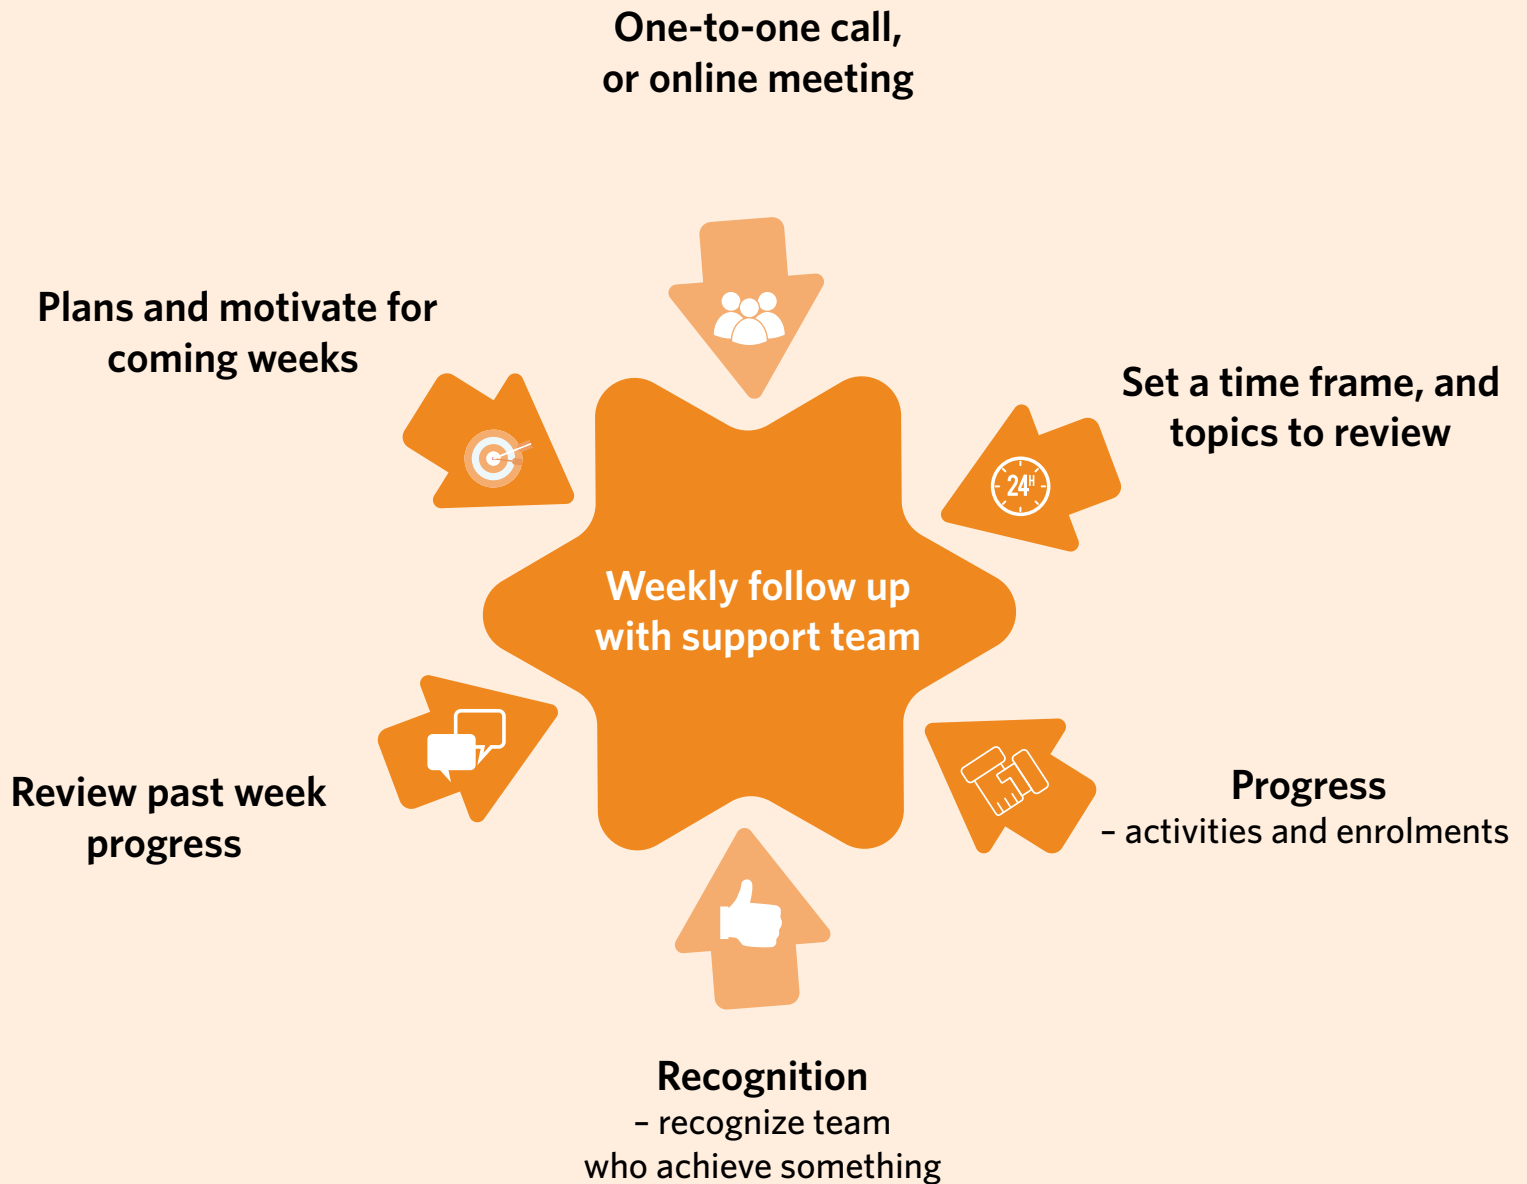 One-to-one call,
or online meeting
Plans and motivate for
coming weeks
Set a time frame, and
topics to review
24H
Weekly follow up
with support team
Review past week
progress
Progress
– activities and enrolments
Recognition
– recognize team
who achieve something